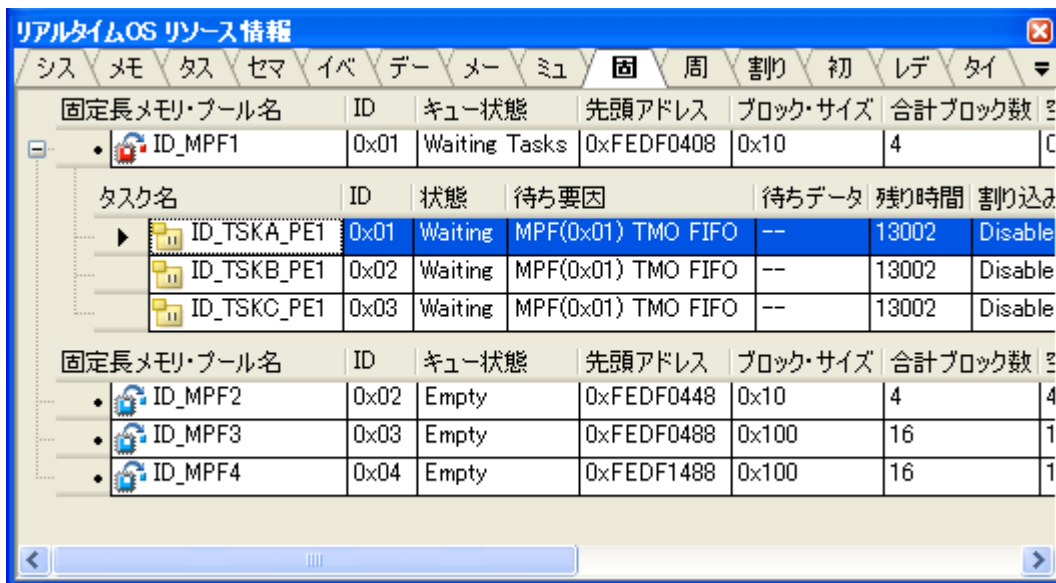 リアルタイムOS リソース情報
シス メモ タス セマ イベ デー メー ミュ 固 周 割り 初 レデ タイ
固定長メモリ・プール名 ID キュー状態 先頭アドレス ブロック・サイズ 合計ブロック数
ID_MPF1 0x01 Waiting Tasks 0xFEDF0408 0x10 4
タスク名 ID 状態 待ち要因 待ちデータ 残り時間 割り込み
ID_TSKA_PE1 0x01 Waiting MPF(0x01) TMO FIFO -- 13002 Disable
ID_TSKB_PE1 0x02 Waiting MPF(0x01) TMO FIFO -- 13002 Disable
ID_TSKC_PE1 0x03 Waiting MPF(0x01) TMO FIFO -- 13002 Disable
固定長メモリ・プール名 ID キュー状態 先頭アドレス ブロック・サイズ 合計ブロック数
ID_MPF2 0x02 Empty 0xFEDF0448 0x10 4
ID_MPF3 0x03 Empty 0xFEDF0488 0x100 16
ID_MPF4 0x04 Empty 0xFEDF1488 0x100 16